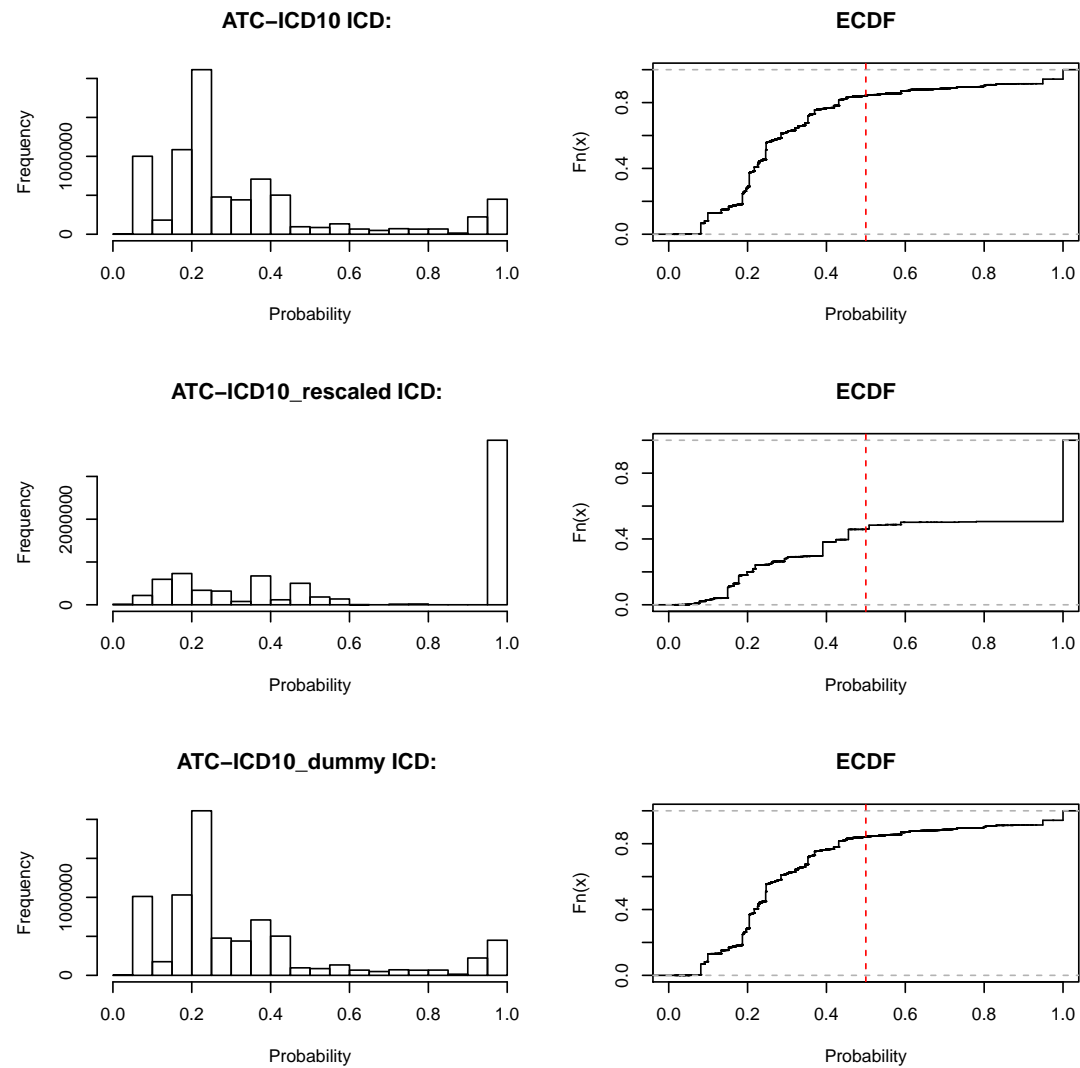 ATC−ICD10 ICD:
Frequency
0
1000000
0.0 0.2 0.4 0.6 0.8 1.0
Probability
ECDF
Fn(x)
0.0 0.4 0.8
0.0 0.2 0.4 0.6 0.8 1.0
Probability
ATC−ICD10_rescaled ICD:
Frequency
0
2000000
0.0 0.2 0.4 0.6 0.8 1.0
Probability
ECDF
Fn(x)
0.0 0.4 0.8
0.0 0.2 0.4 0.6 0.8 1.0
Probability
ATC−ICD10_dummy ICD:
Frequency
0
1000000
0.0 0.2 0.4 0.6 0.8 1.0
Probability
ECDF
Fn(x)
0.0 0.4 0.8
0.0 0.2 0.4 0.6 0.8 1.0
Probability